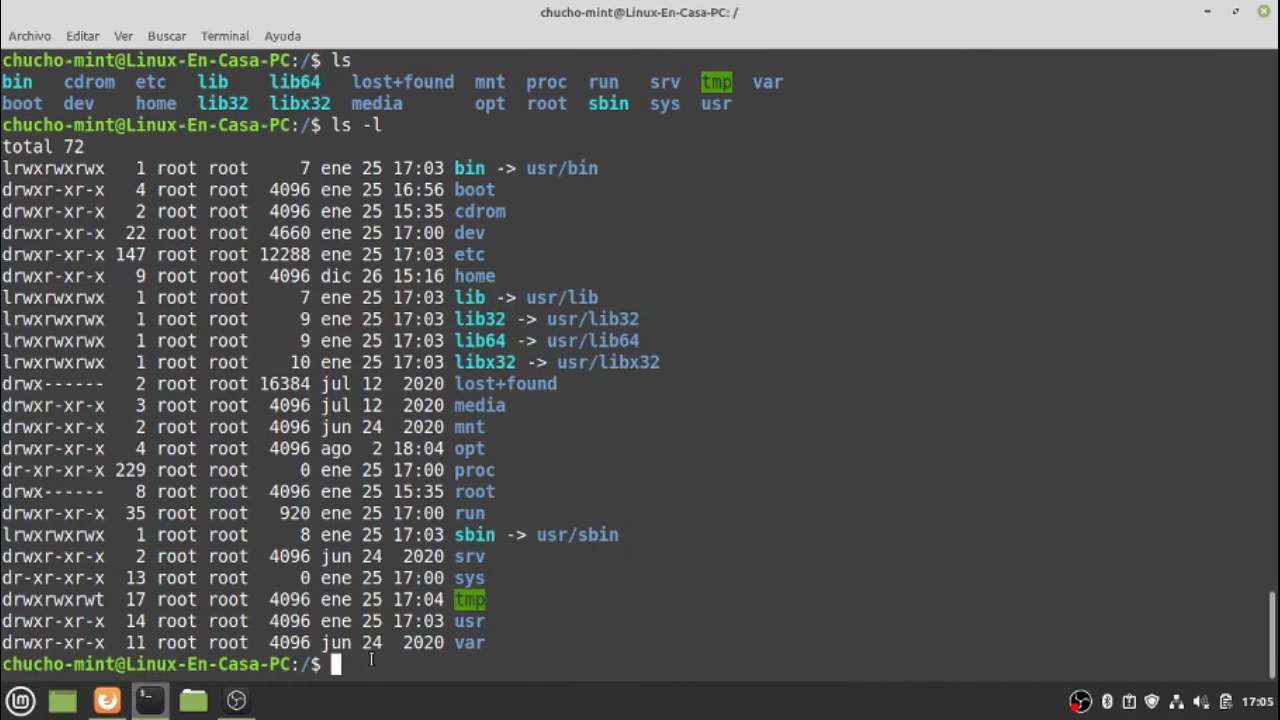 chucho-mint@Linux-En-Casa-PC: /
Archivo Editar Ver Buscar Terminal Ayuda
chucho-mint@Linux-En-Casa-PC:/$ ls
bin cdrom etc lib lib64 lost+found mnt proc run srv tmp var
boot dev home lib32 libx32 media opt root sbin sys usr
chucho-mint@Linux-En-Casa-PC:/$ ls -l
total 72
lrwxrwxrwx 1 root root 7 ene 25 17:03 bin -> usr/bin
drwxr-xr-x 4 root root 4096 ene 25 16:56 boot
drwxr-xr-x 2 root root 4096 ene 25 15:35 cdrom
drwxr-xr-x 22 root root 4660 ene 25 17:00 dev
drwxr-xr-x 147 root root 12288 ene 25 17:03 etc
drwxr-xr-x 9 root root 4096 dic 26 15:16 home
lrwxrwxrwx 1 root root 7 ene 25 17:03 lib -> usr/lib
lrwxrwxrwx 1 root root 9 ene 25 17:03 lib32 -> usr/lib32
lrwxrwxrwx 1 root root 9 ene 25 17:03 lib64 -> usr/lib64
lrwxrwxrwx 1 root root 10 ene 25 17:03 libx32 -> usr/libx32
drwx------ 2 root root 16384 jul 12 2020 lost+found
drwxr-xr-x 3 root root 4096 jul 12 2020 media
drwxr-xr-x 2 root root 4096 jun 24 2020 mnt
drwxr-xr-x 4 root root 4096 ago 2 18:04 opt
dr-xr-xr-x 229 root root 0 ene 25 17:00 proc
drwx------ 8 root root 4096 ene 25 15:35 root
drwxr-xr-x 35 root root 920 ene 25 17:00 run
lrwxrwxrwx 1 root root 8 ene 25 17:03 sbin -> usr/sbin
drwxr-xr-x 2 root root 4096 jun 24 2020 srv
dr-xr-xr-x 13 root root 0 ene 25 17:00 sys
drwxrwxrwt 17 root root 4096 ene 25 17:04 tmp
drwxr-xr-x 14 root root 4096 ene 25 17:03 usr
drwxr-xr-x 11 root root 4096 jun 24 2020 var
chucho-mint@Linux-En-Casa-PC:/$
17:05